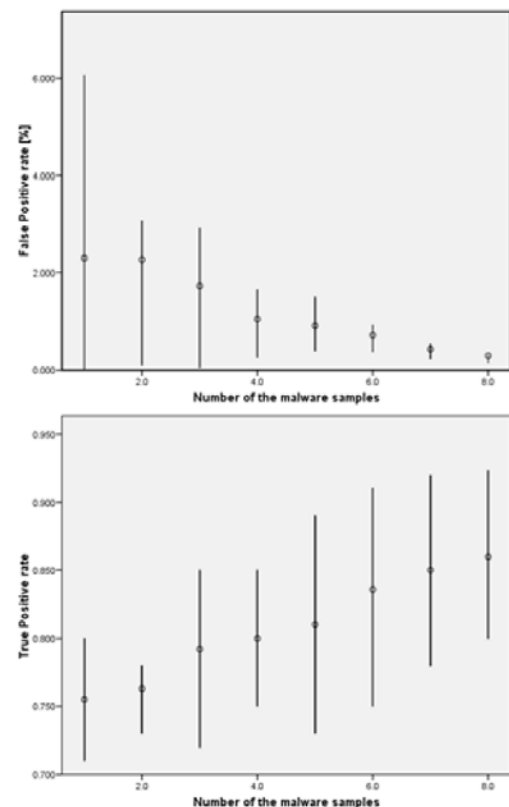 False Positive rate [%]
6.000
4.000
2.000
0.000
2.0 4.0 6.0 8.0
Number of the malware samples
True Positive rate
0.950
0.900
0.850
0.800
0.750
0.700
2.0 4.0 6.0 8.0
Number of the malware samples